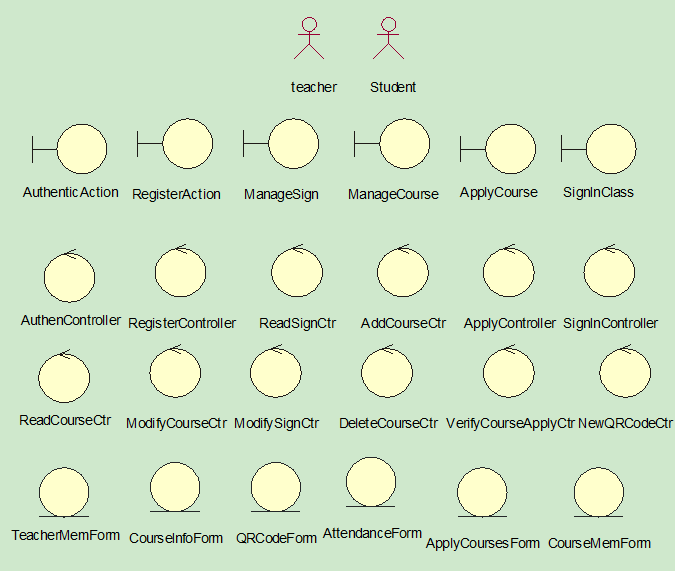 teacher Student
AuthenticAction RegisterAction ManageSign ManageCourse ApplyCourse SignInClass
AuthenController RegisterController ReadSignCtr AddCourseCtr ApplyController SignInController
ReadCourseCtr ModifyCourseCtr ModifySignCtr DeleteCourseCtr VerifyCourseApplyCtr NewQRCodeCtr
TeacherMemForm CourseInfoForm QRCodeForm AttendanceForm ApplyCoursesForm CourseMemForm